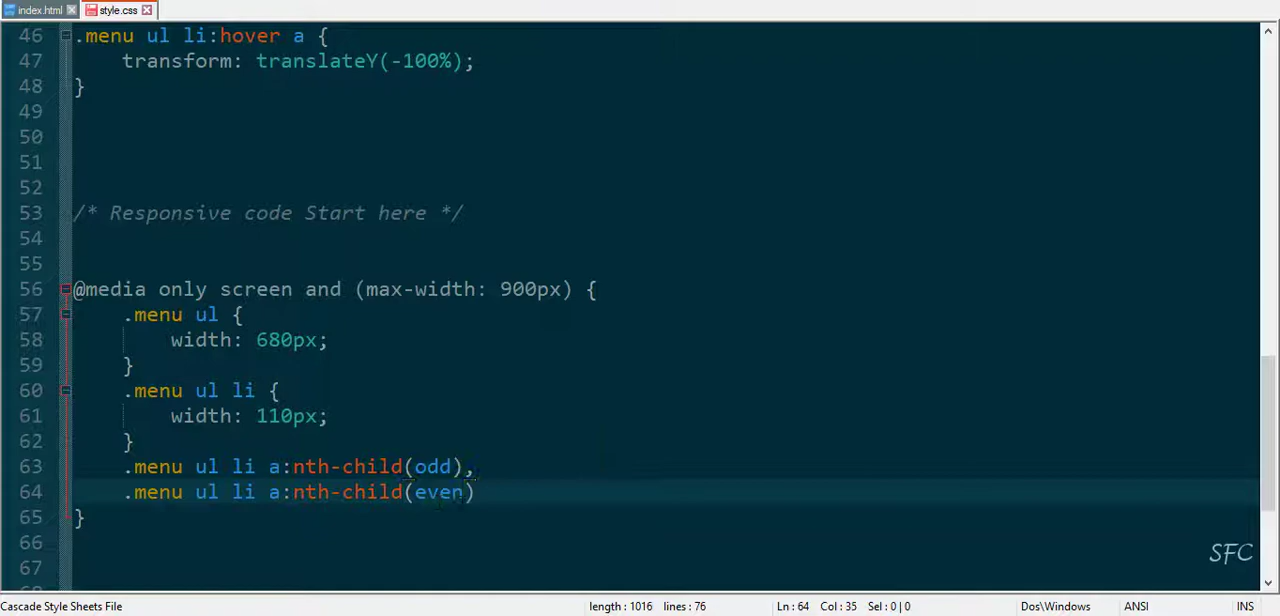 index.html style.css
46 .menu ul li:hover a {
47 transform: translateY(-100%);
48 }
49
50
51
52
53 /* Responsive code Start here */
54
55
56 @media only screen and (max-width: 900px) {
57 .menu ul {
58 width: 680px;
59 }
60 .menu ul li {
61 width: 110px;
62 }
63 .menu ul li a:nth-child(odd),
64 .menu ul li a:nth-child(even)
65 }
66
67
SFC
Cascade Style Sheets File length : 1016 lines : 76 Ln : 64 Col : 35 Sel : 0 | 0 Dos\Windows ANSI INS